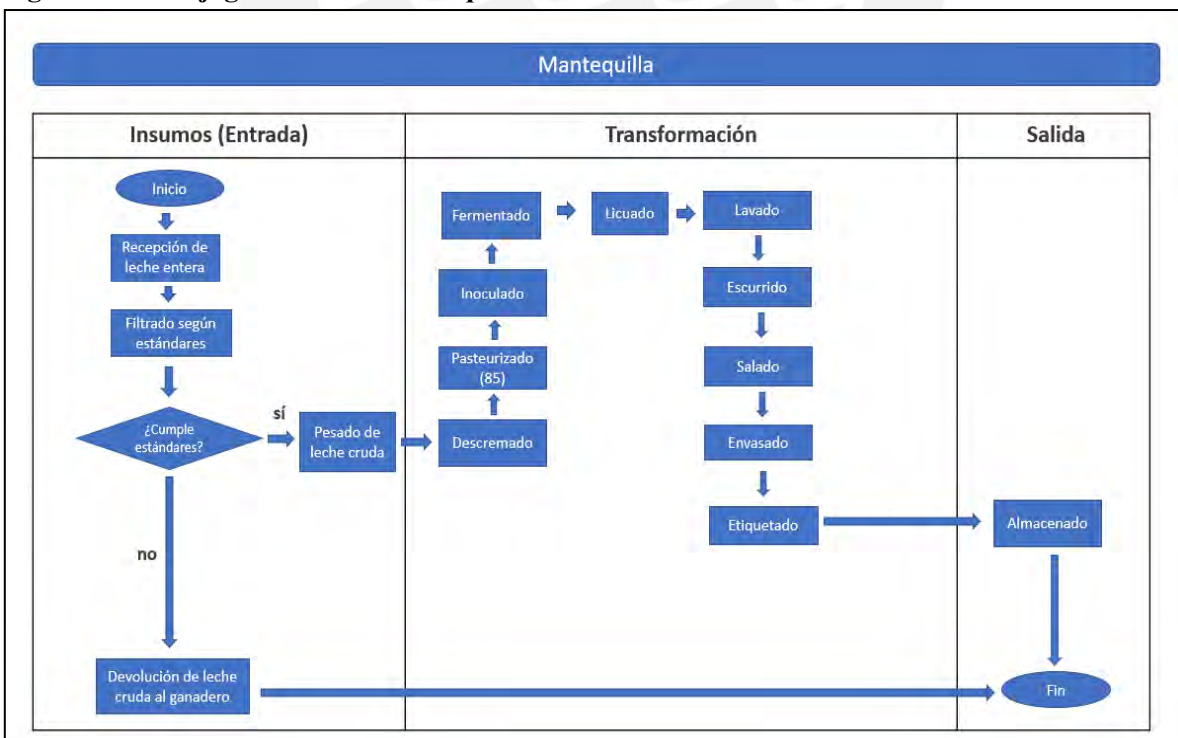 Mantequilla
Insumos (Entrada)
Transformación
Salida
Inicio
Recepción de
leche entera
Filtrado según
estándares
¿Cumple
estándares?
sí
Pesado de
leche cruda
no
Devolución de leche
cruda al ganadero
Descremado
Pasteurizado
(85)
Inoculado
Fermentado
Licuado
Lavado
Escurrido
Salado
Envasado
Etiquetado
Almacenado
Fin